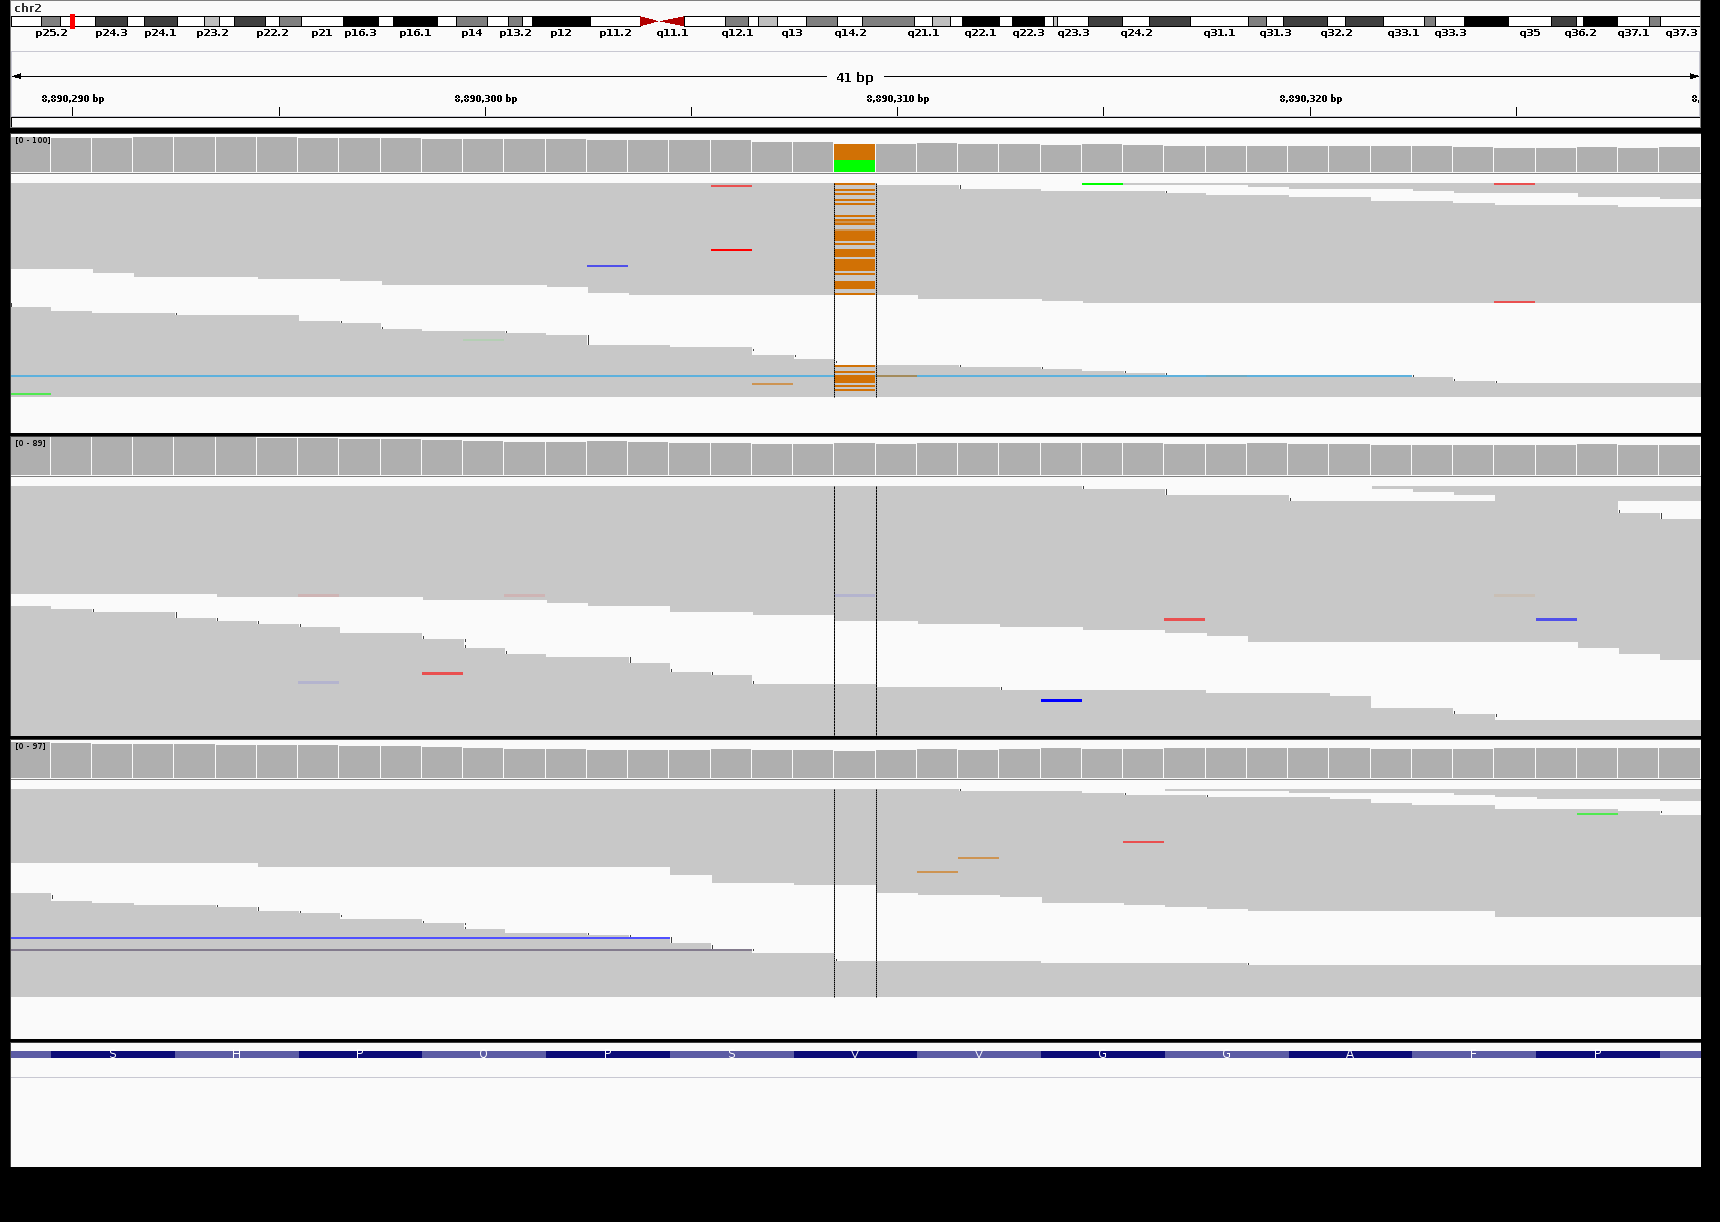 chr2
p25.2 p24.3 p24.1 p23.2 p22.2 p21 p16.3 p16.1 p14 p13.2 p12 p11.2 q11.1 q12.1 q13 q14.2 q21.1 q22.1 q22.3 q23.3 q24.2 q31.1 q31.3 q32.2 q33.1 q33.3 q35 q36.2 q37.1 q37.3
41 bp
8,890,290 bp 8,890,300 bp 8,890,310 bp 8,890,320 bp 8,
[0 - 100]
[0 - 89]
[0 - 97]
S H P Q P S V V G G A F P